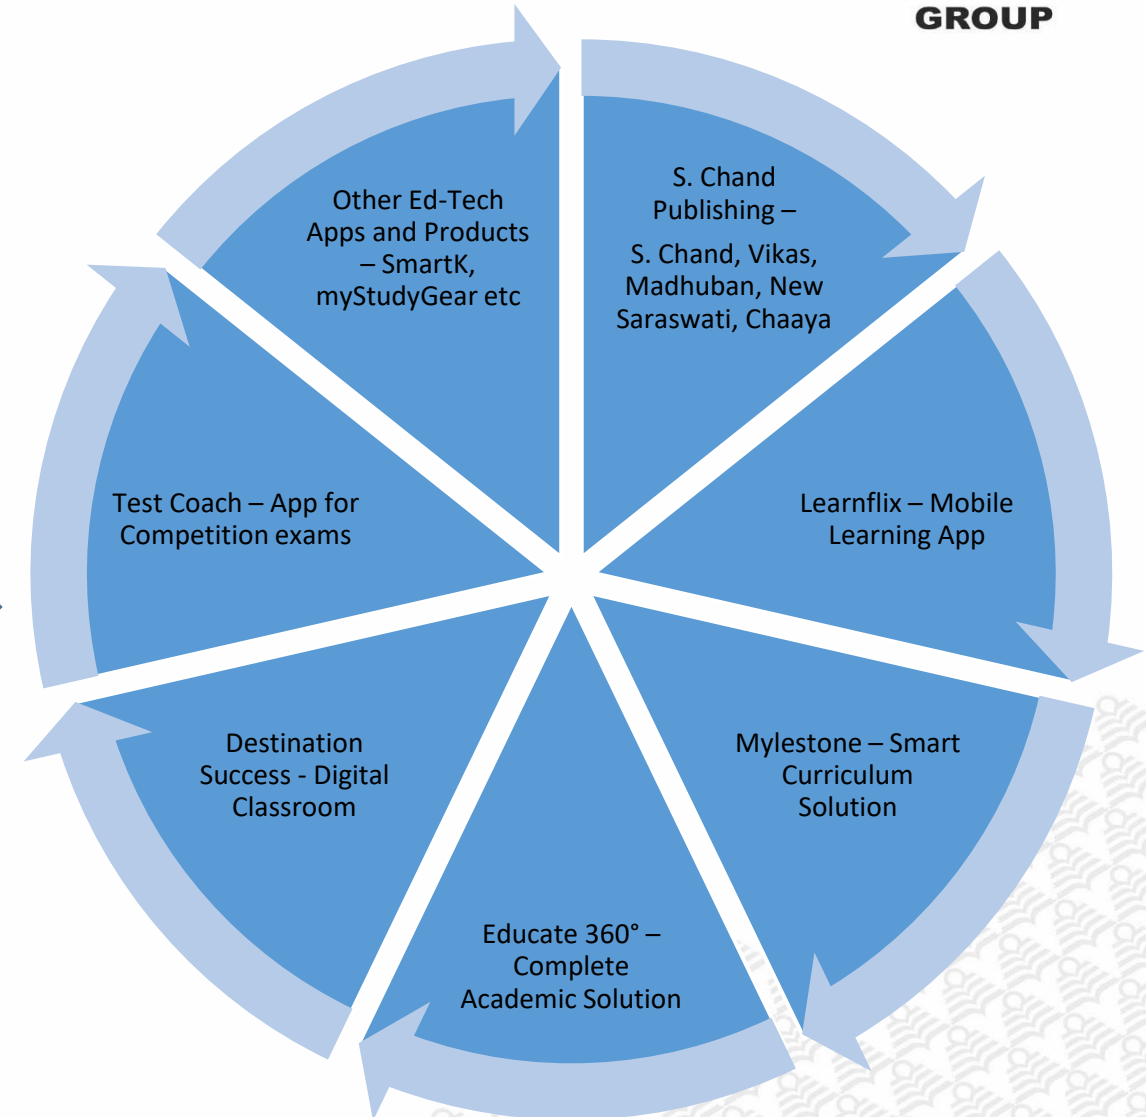 GROUP
S. Chand
Publishing –
S. Chand, Vikas,
Madhuban, New
Saraswati, Chaaya
Learnflix – Mobile
Learning App
Mylestone – Smart
Curriculum
Solution
Educate 360° –
Complete
Academic Solution
Destination
Success - Digital
Classroom
Test Coach – App for
Competition exams
Other Ed-Tech
Apps and Products
– SmartK,
myStudyGear etc